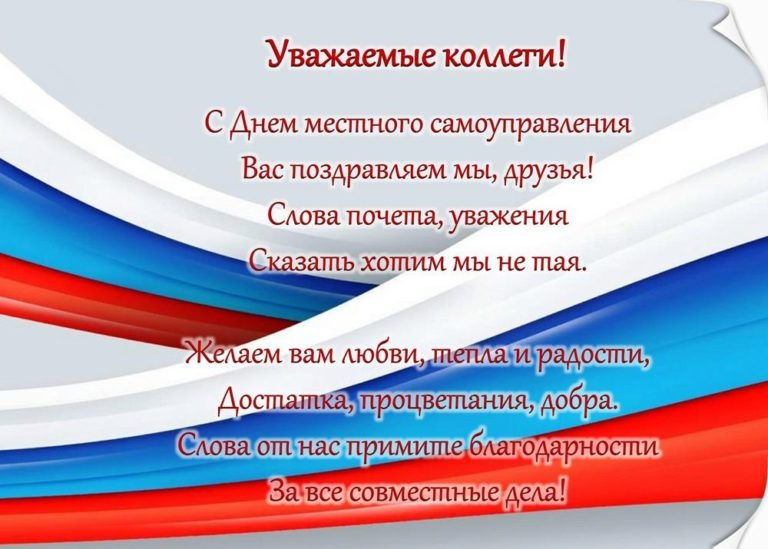 Уважаемые коллеги!
С Днем местного самоуправления
Вас поздравляем мы, друзья!
Слова почета, уважения
Сказать хотим мы не тая.
Желаем вам любви, тепла и радости,
Достатка, процветания, добра.
Слова от нас примите благодарности
За все совместные дела!